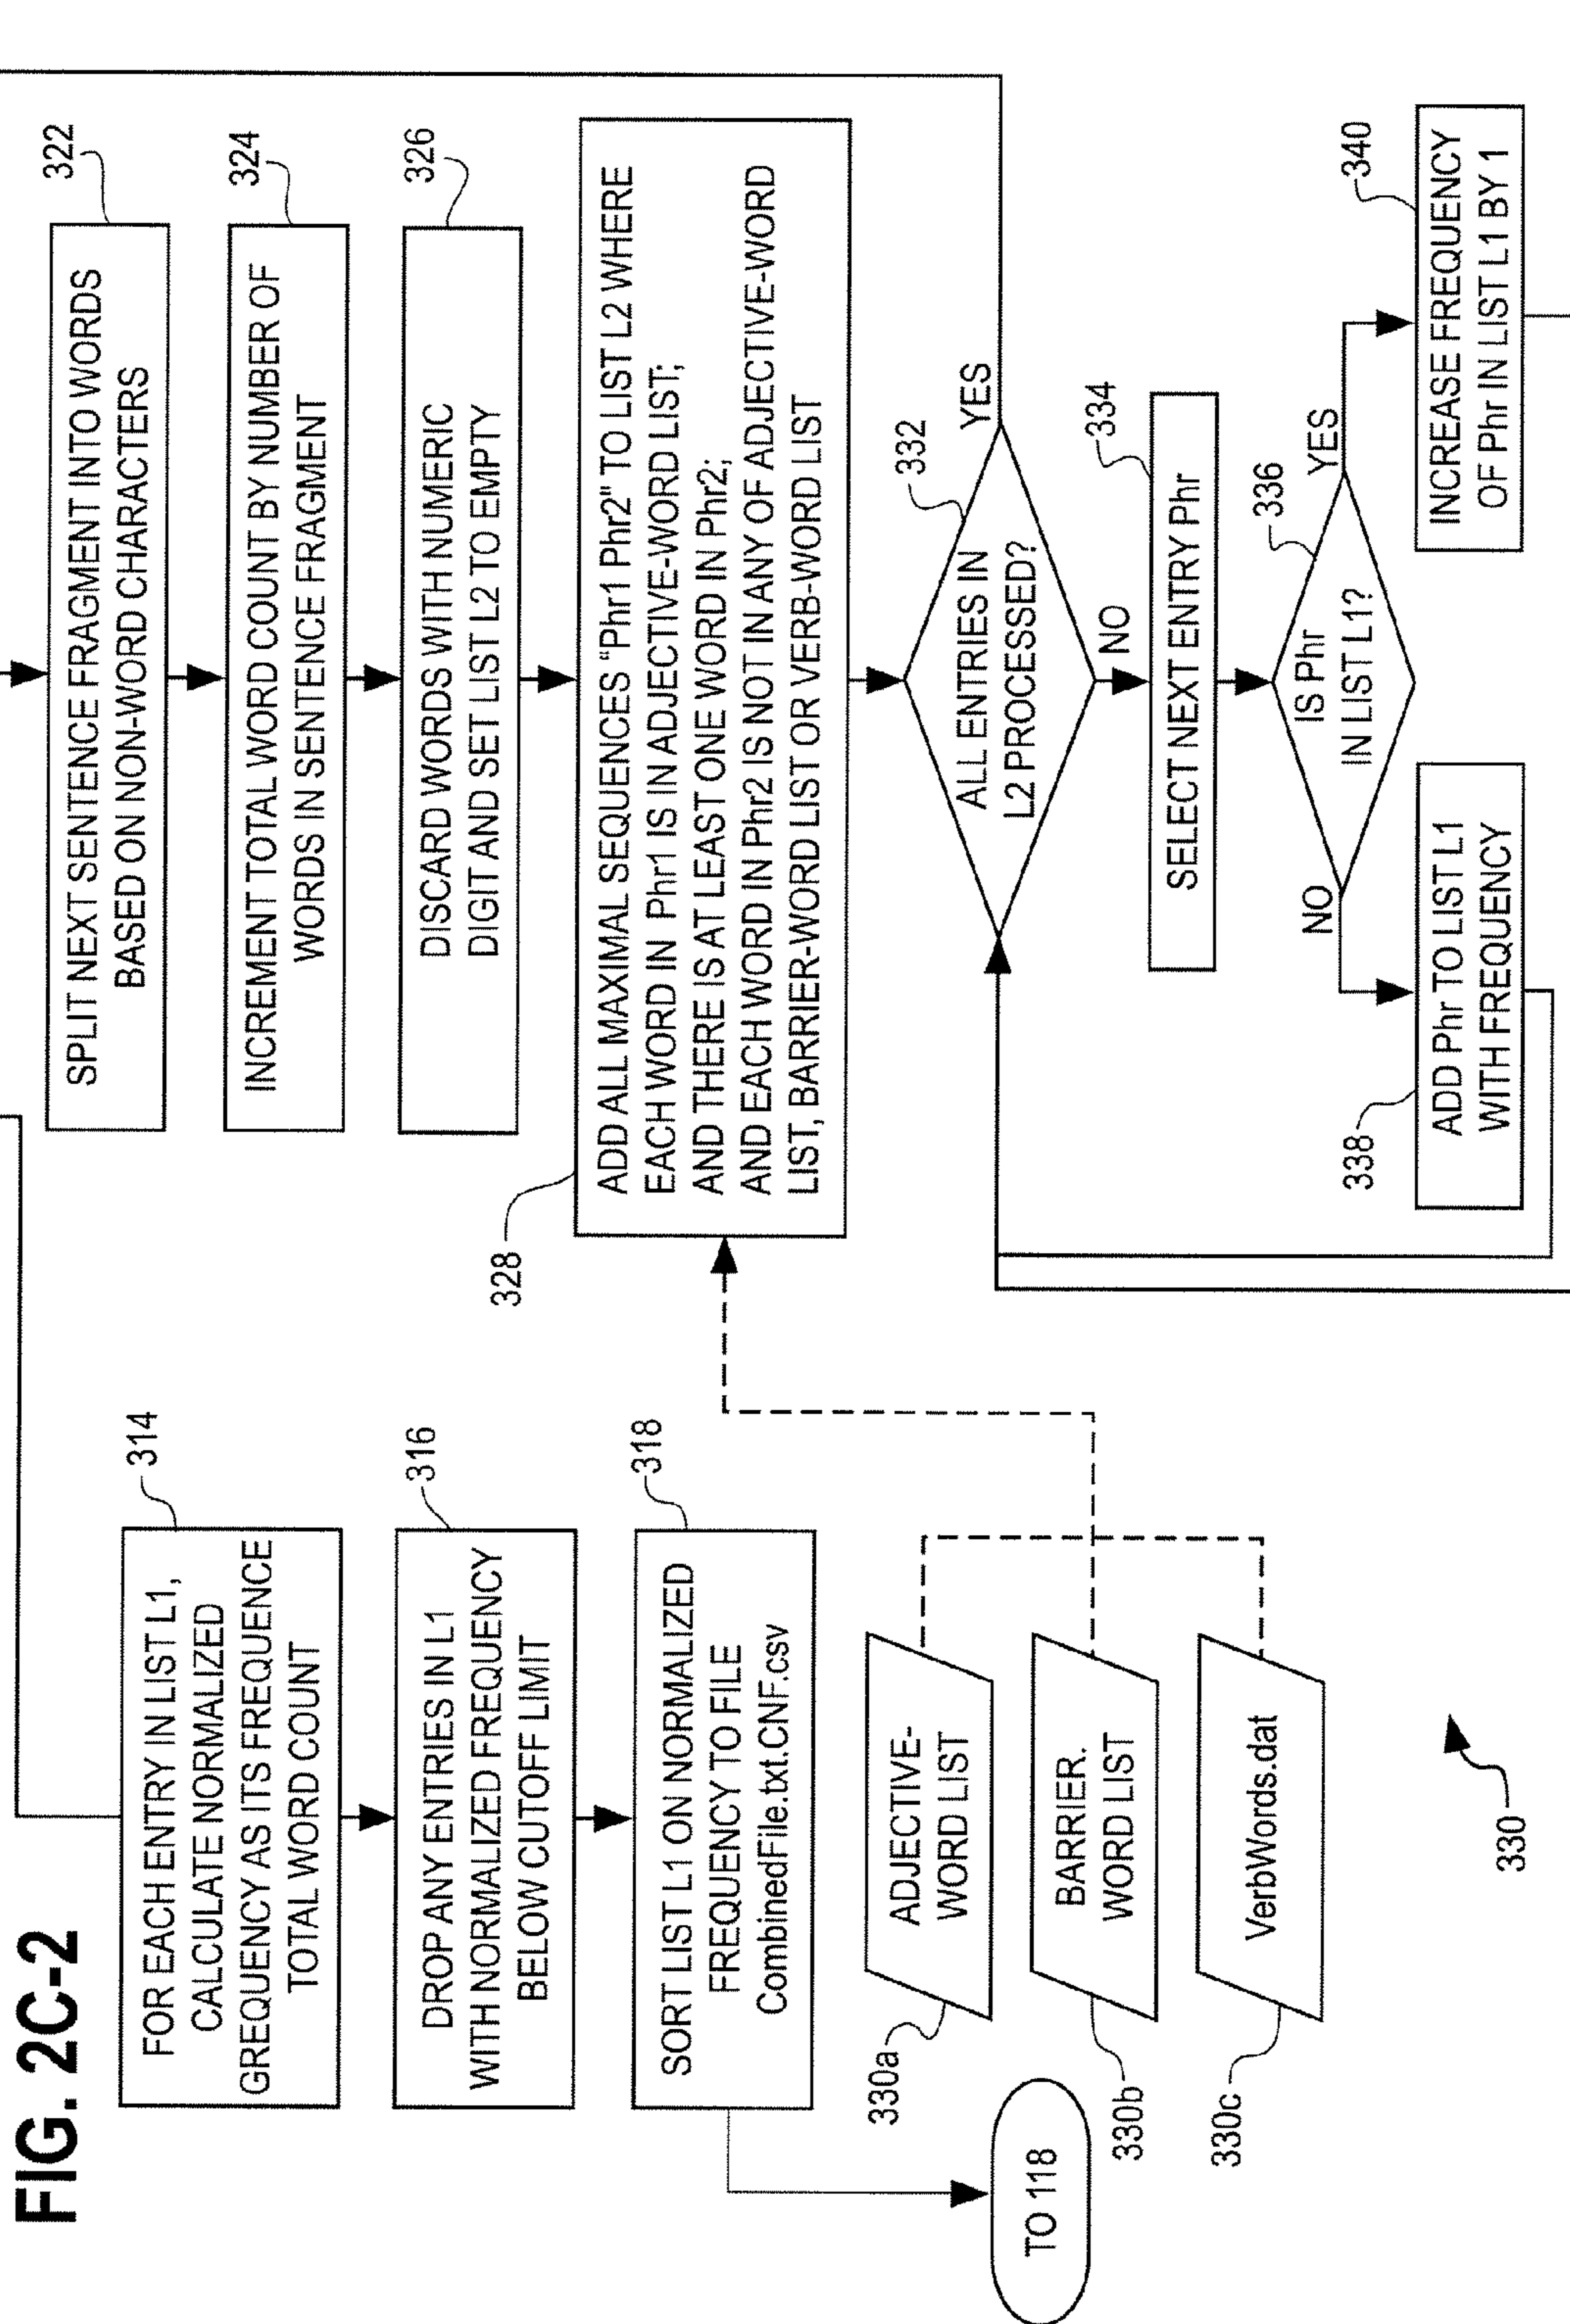 FIG. 2C-2
314
FOR EACH ENTRY IN LIST L1,
CALCULATE NORMALIZED
GREQUENCY AS ITS FREQUENCE
TOTAL WORD COUNT
316
DROP ANY ENTRIES IN L1
WITH NORMALIZED FREQUENCY
BELOW CUTOFF LIMIT
318
SORT LIST L1 ON NORMALIZED
FREQUENCY TO FILE
CombinedFile.txt.CNF.csv
TO 118
330a
ADJECTIVE-
WORD LIST
330b
BARRIER.
WORD LIST
330c
VerbWords.dat
330
322
SPLIT NEXT SENTENCE FRAGMENT INTO WORDS
BASED ON NON-WORD CHARACTERS
324
INCREMENT TOTAL WORD COUNT BY NUMBER OF
WORDS IN SENTENCE FRAGMENT
326
DISCARD WORDS WITH NUMERIC
DIGIT AND SET LIST L2 TO EMPTY
328
ADD ALL MAXIMAL SEQUENCES "Phr1 Phr2" TO LIST L2 WHERE
EACH WORD IN Phr1 IS IN ADJECTIVE-WORD LIST;
AND THERE IS AT LEAST ONE WORD IN Phr2;
AND EACH WORD IN Phr2 IS NOT IN ANY OF ADJECTIVE-WORD
LIST, BARRIER-WORD LIST OR VERB-WORD LIST
332
ALL ENTRIES IN
L2 PROCESSED?
YES
NO
334
SELECT NEXT ENTRY Phr
336
IS Phr
IN LIST L1?
NO
YES
338
ADD Phr TO LIST L1
WITH FREQUENCY
340
INCREASE FREQUENCY
OF Phr IN LIST L1 BY 1